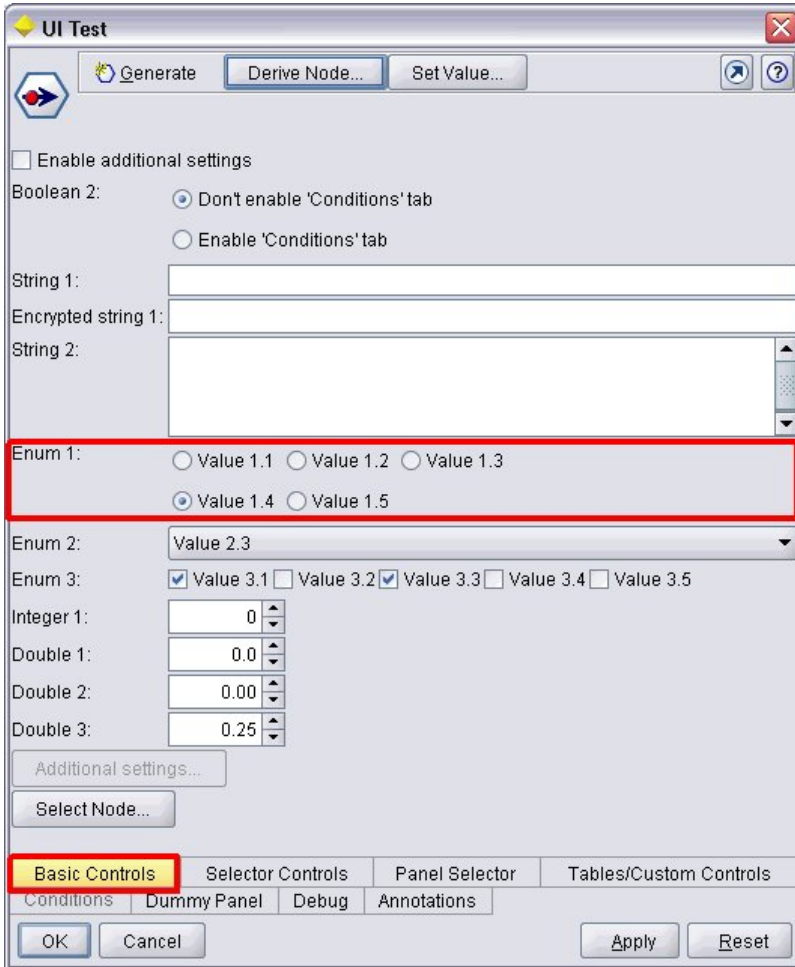 UI Test
Generate Derive Node... Set Value...
Enable additional settings
Boolean 2: Don't enable 'Conditions' tab
Enable 'Conditions' tab
String 1:
Encrypted string 1:
String 2:
Enum 1: Value 1.1 Value 1.2 Value 1.3
Value 1.4 Value 1.5
Enum 2: Value 2.3
Enum 3: Value 3.1 Value 3.2 Value 3.3 Value 3.4 Value 3.5
Integer 1: 0
Double 1: 0.0
Double 2: 0.00
Double 3: 0.25
Additional settings...
Select Node...
Basic Controls Selector Controls Panel Selector Tables/Custom Controls
Conditions Dummy Panel Debug Annotations
OK Cancel Apply Reset